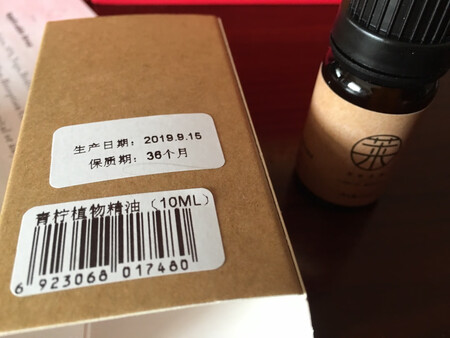 生产日期：2019.9.15
保质期：36个月
青柠植物精油（10ML）
6 923068 017480
茶